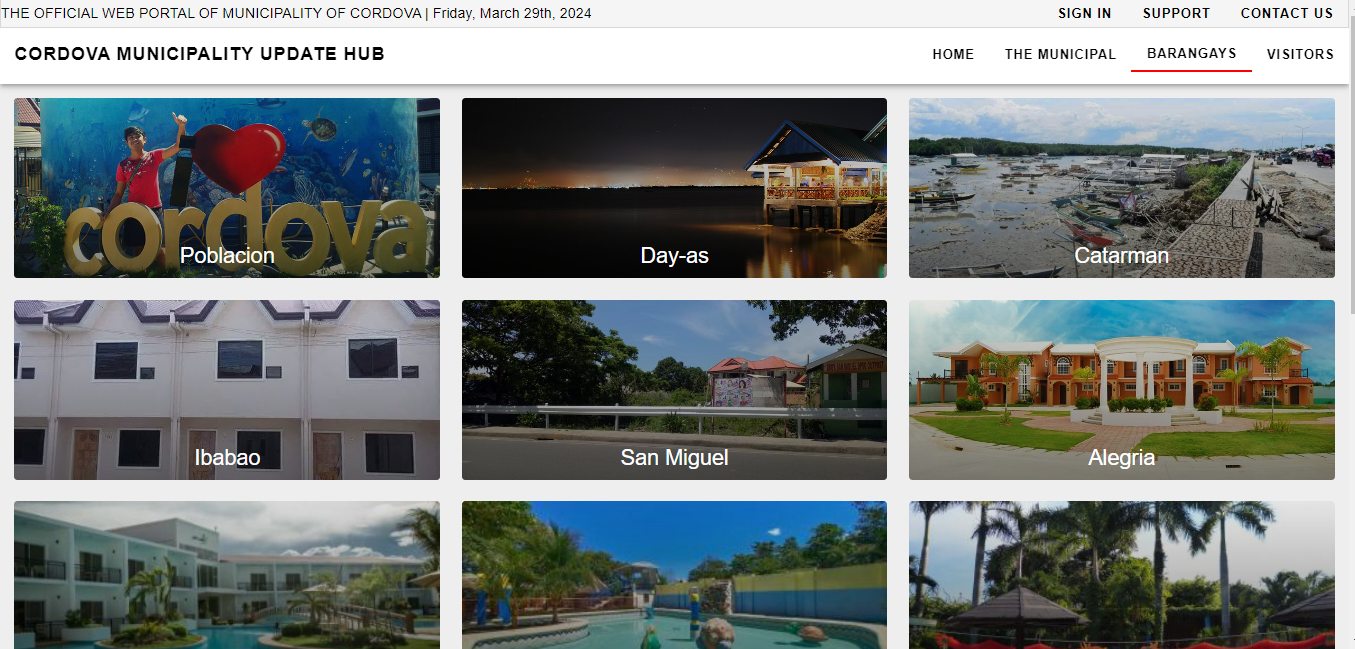 THE OFFICIAL WEB PORTAL OF MUNICIPALITY OF CORDOVA | Friday, March 29th, 2024
SIGN IN SUPPORT CONTACT US
CORDOVA MUNICIPALITY UPDATE HUB
HOME THE MUNICIPAL BARANGAYS VISITORS
I
cordova
Poblacion
Day-as
Catarman
Ibabao
San Miguel
Alegria